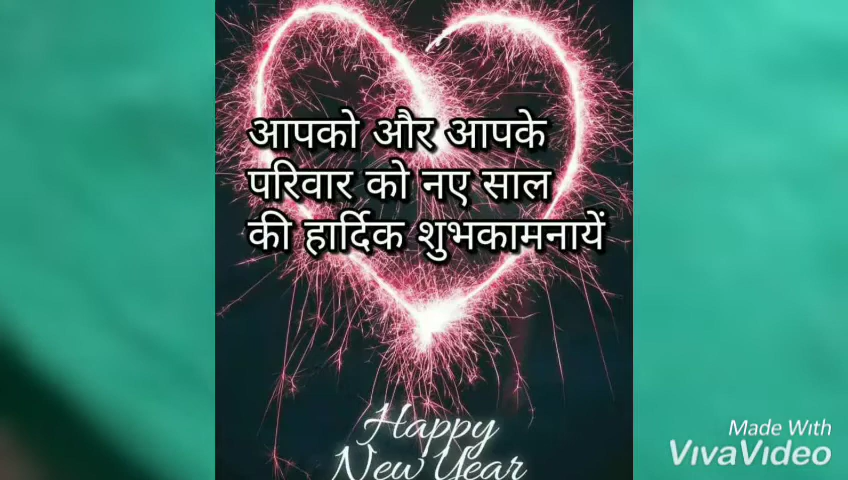 आपको और आपके
परिवार को नए साल
की हार्दिक शुभकामनायें
Happy
New Year
Made With
VivaVideo